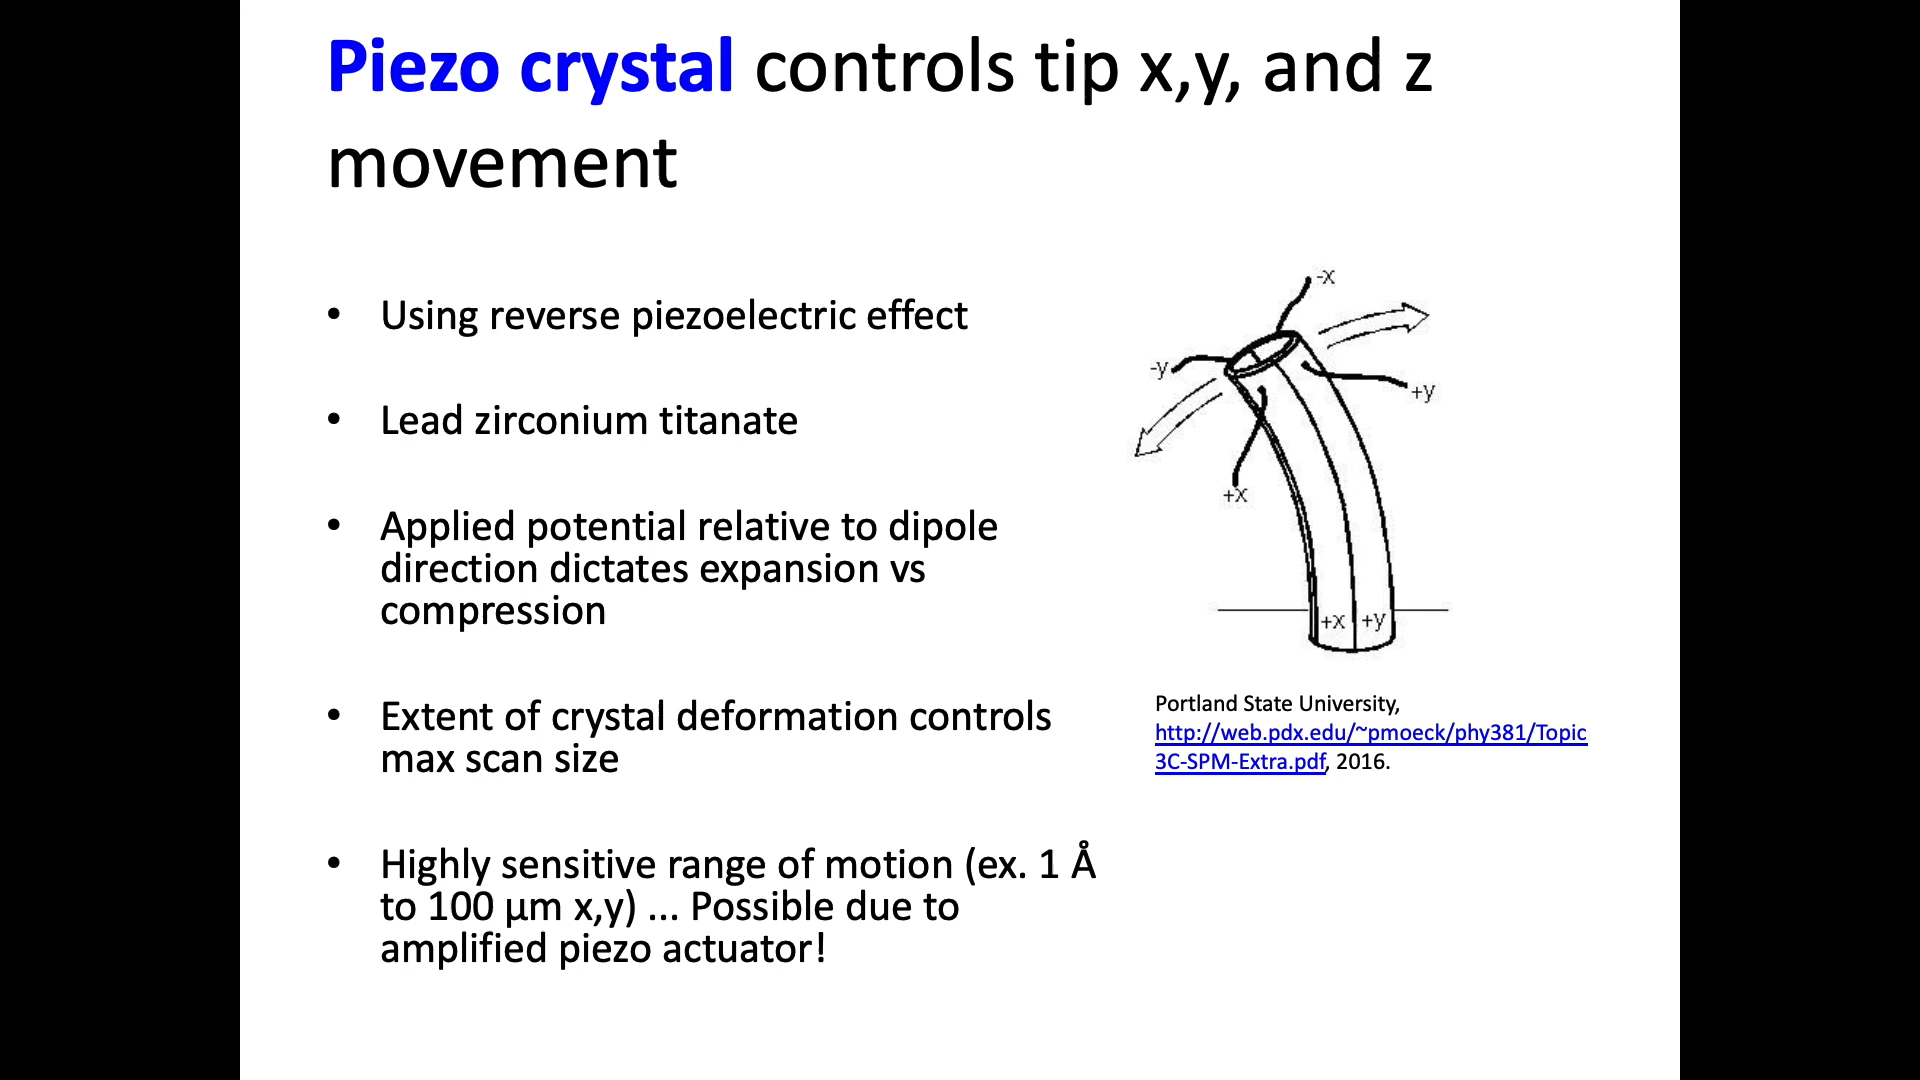 Piezo crystal controls tip x,y, and z
movement
• Using reverse piezoelectric effect
• Lead zirconium titanate
• Applied potential relative to dipole
direction dictates expansion vs
compression
• Extent of crystal deformation controls
max scan size
• Highly sensitive range of motion (ex. 1 Å
to 100 µm x,y) ... Possible due to
amplified piezo actuator!
-x
-y
+y
+x
+x +y
Portland State University,
http://web.pdx.edu/~pmoeck/phy381/Topic
3C-SPM-Extra.pdf, 2016.